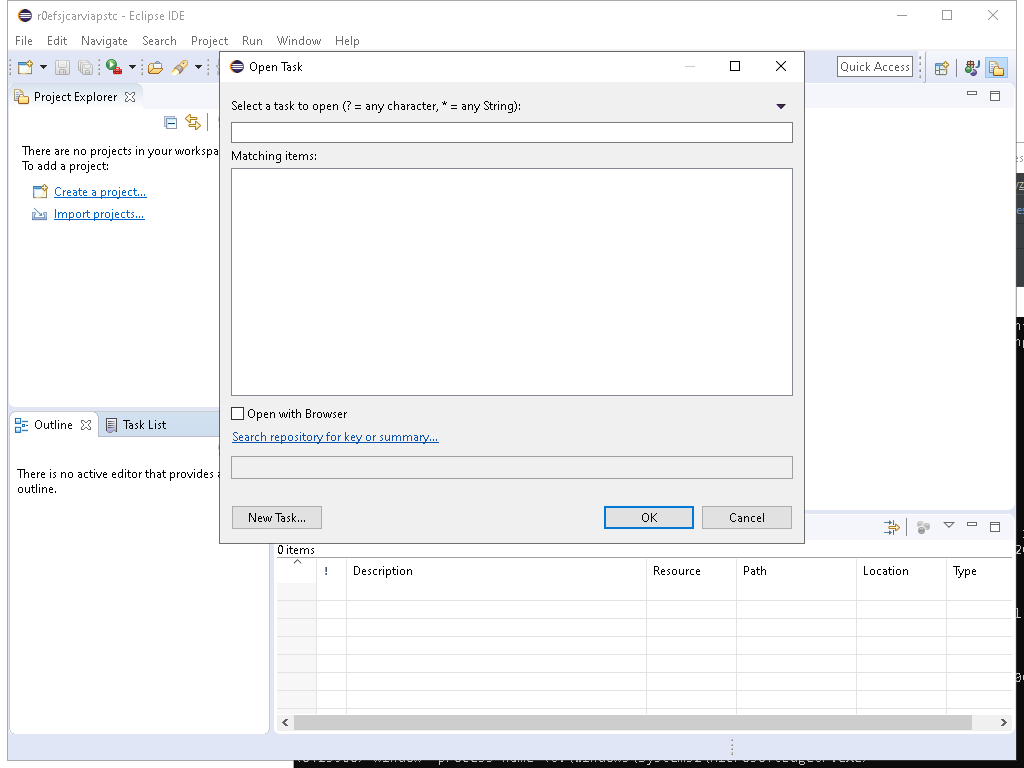 r0efsjcarviapstc - Eclipse IDE
File Edit Navigate Search Project Run Window Help
Open Task
Quick Access
Project Explorer
Select a task to open (? = any character, * = any String):
There are no projects in your workspa
To add a project:
Matching items:
Create a project...
Import projects...
Open with Browser
Outline
Task List
Search repository for key or summary...
There is no active editor that provides
outline.
New Task...
OK
Cancel
0 items
! Description Resource Path Location Type